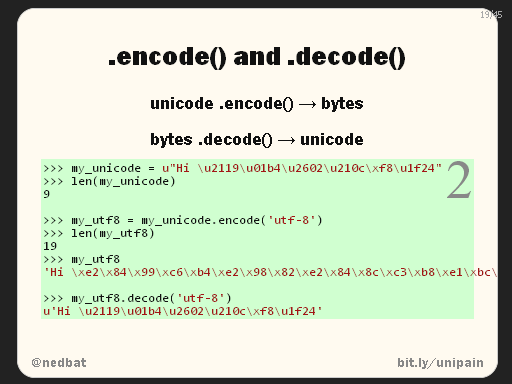 19/45
.encode() and .decode()
unicode .encode() → bytes
bytes .decode() → unicode
2
>>> my_unicode = u"Hi \u2119\u01b4\u2602\u210c\xf8\u1f24"
>>> len(my_unicode)
9
>>> my_utf8 = my_unicode.encode('utf-8')
>>> len(my_utf8)
19
>>> my_utf8
'Hi \xe2\x84\x99\xc6\xb4\xe2\x98\x82\xe2\x84\x8c\xc3\xb8\xe1\xbc\
>>> my_utf8.decode('utf-8')
u'Hi \u2119\u01b4\u2602\u210c\xf8\u1f24'
@nedbat
bit.ly/unipain